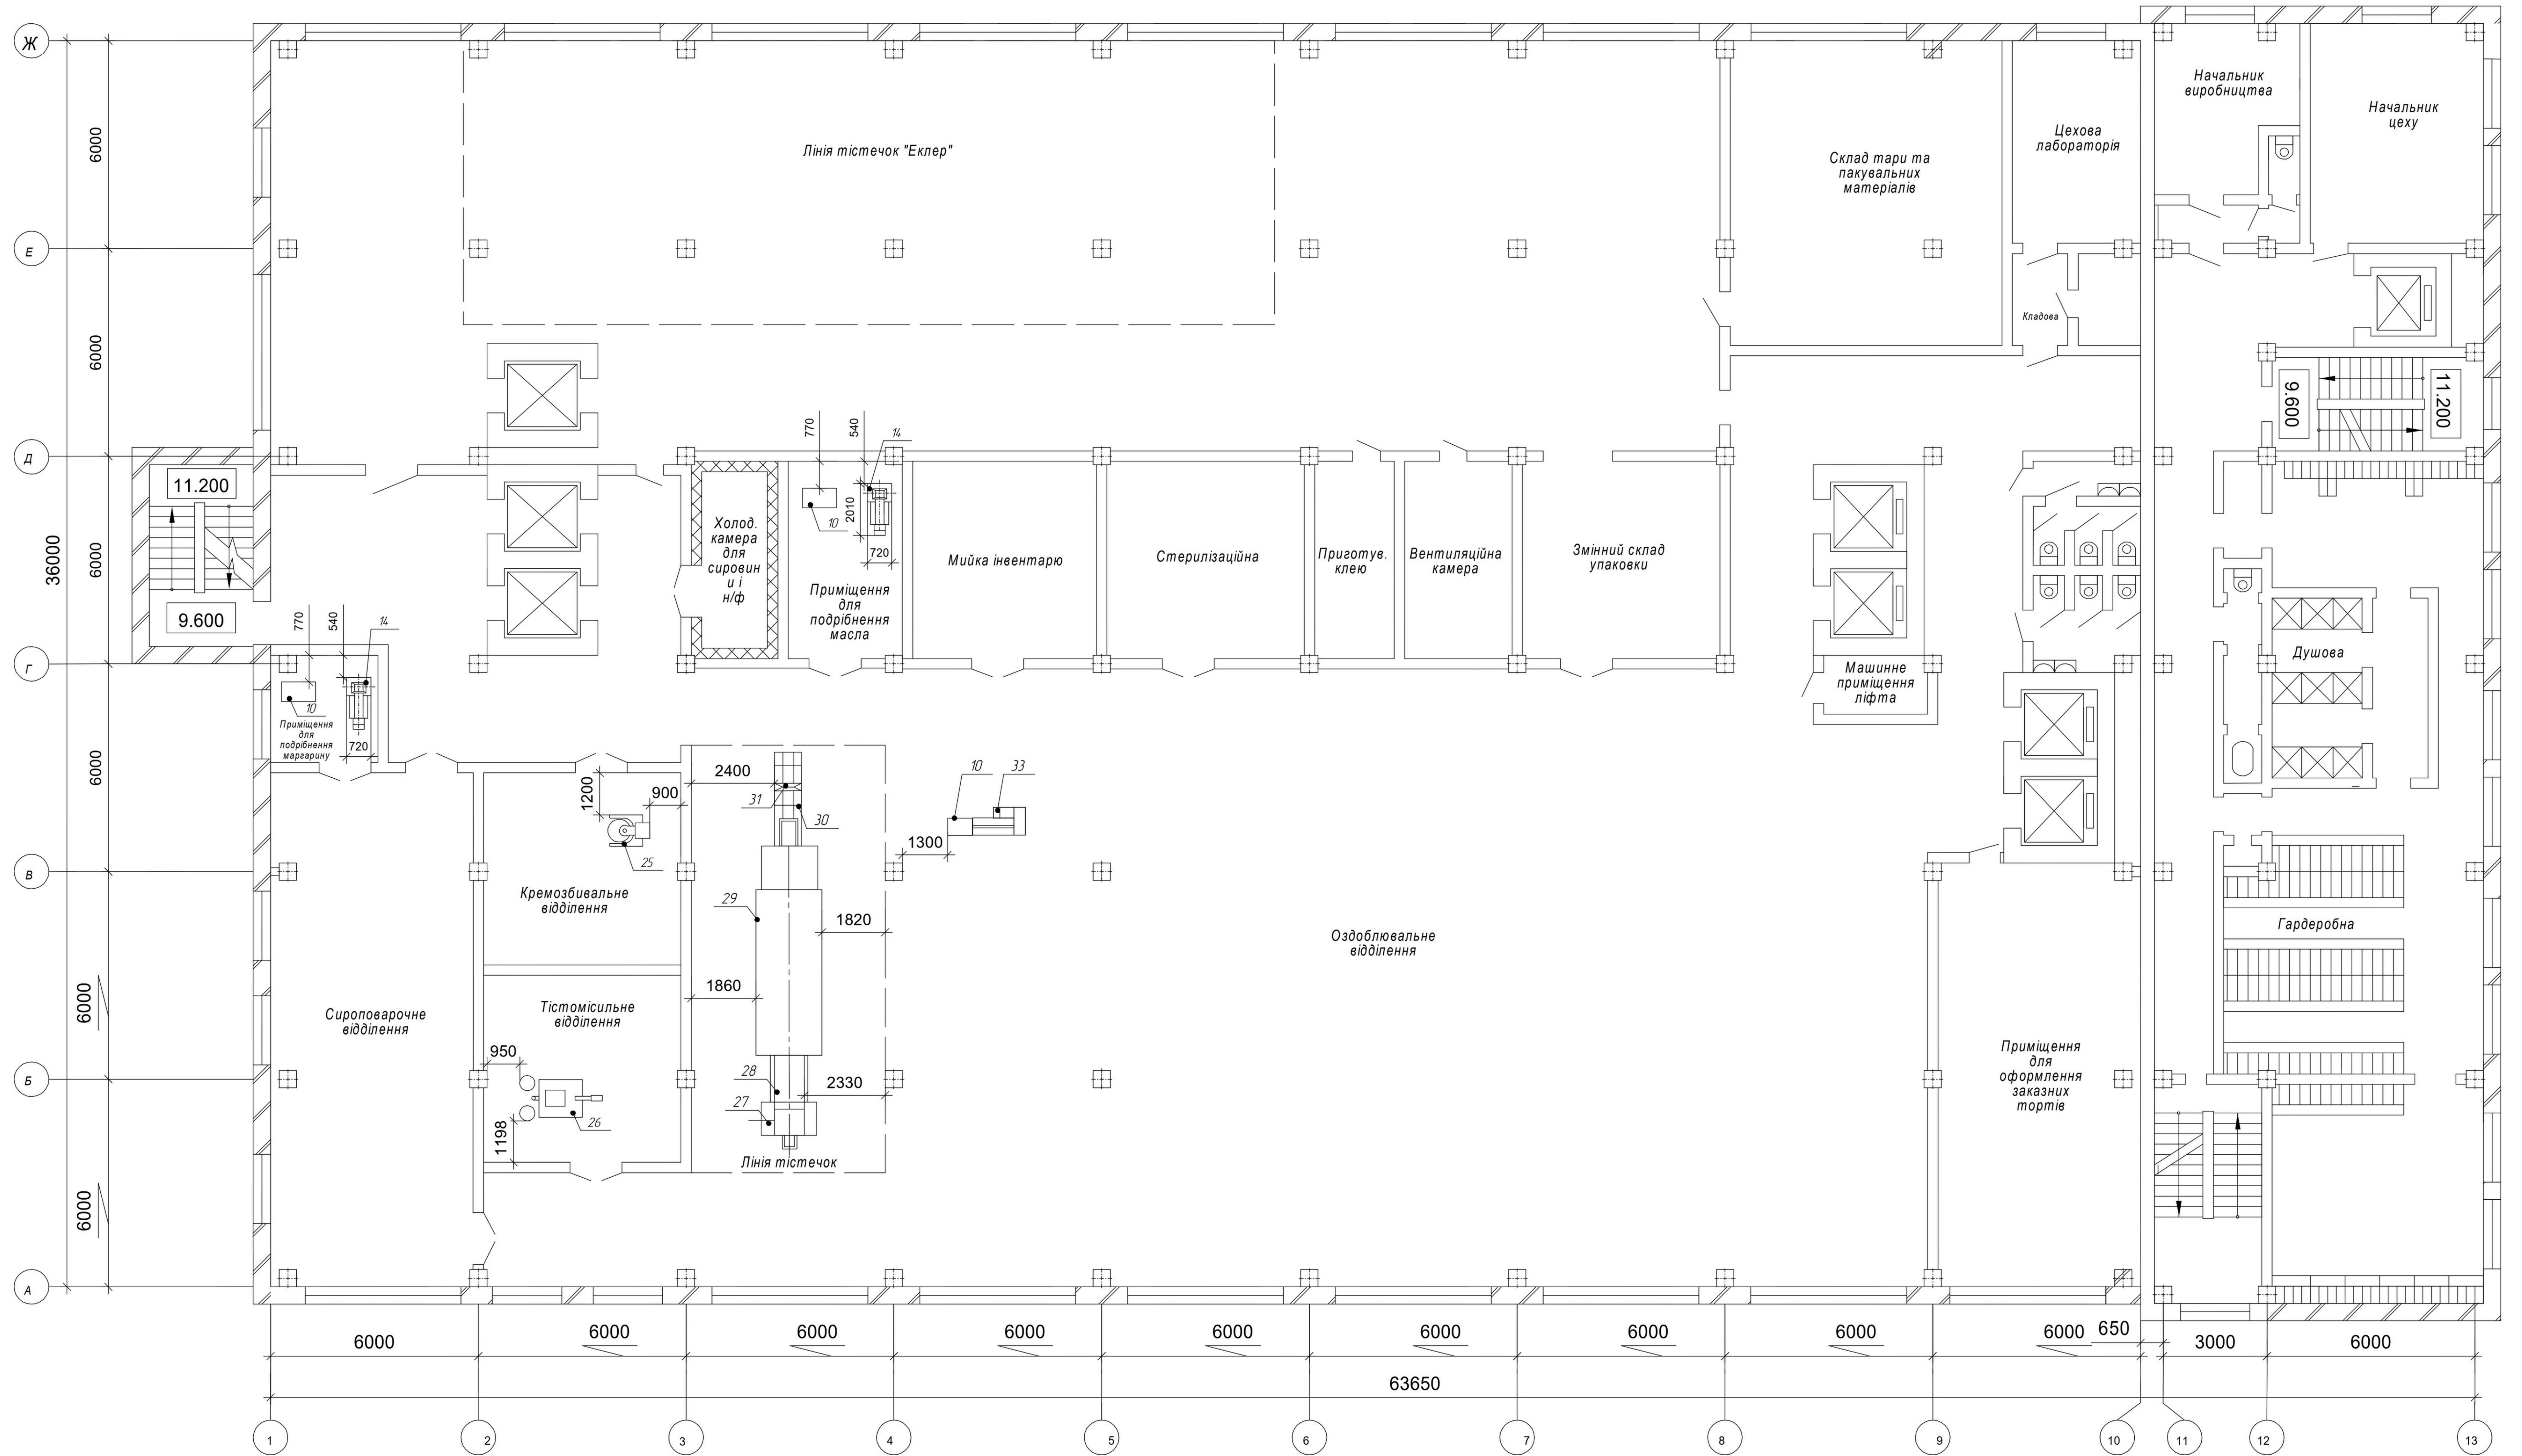 Ж
Е
Д
Г
В
Б
А
36000
6000
6000
6000
6000
6000
6000
Лінія тістечок "Еклер"
Склад тари та
пакувальних
матеріалів
Цехова
лабораторія
Кладова
Начальник
виробництва
Начальник
цеху
9.600
11.200
11.200
9.600
770
540
14
10
720
Приміщення
для
подрібнення
маргарину
Холод.
камера
для
сировин
и і
н/ф
770
540
14
2010
10
720
Приміщення
для
подрібнення
масла
Мийка інвентарю
Стерилізаційна
Приготув.
клею
Вентиляційна
камера
Змінний склад
упаковки
Машинне
приміщення
ліфта
Душова
Гардеробна
1200
900
25
Кремозбивальне
відділення
2400
31
30
10
33
1300
29
1820
1860
Оздоблювальне
відділення
Сироповарочне
відділення
Тістомісильне
відділення
950
26
1198
28
2330
27
Лінія тістечок
Приміщення
для
оформлення
заказних
тортів
6000
6000
6000
6000
6000
6000
6000
6000
6000
650
3000
6000
63650
1
2
3
4
5
6
7
8
9
10
11
12
13